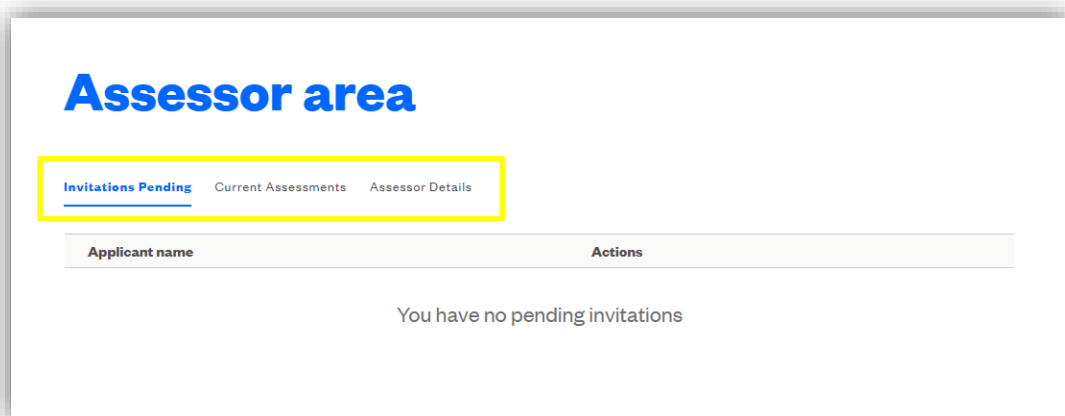 Assessor area
Invitations Pending Current Assessments Assessor Details
Applicant name Actions
You have no pending invitations